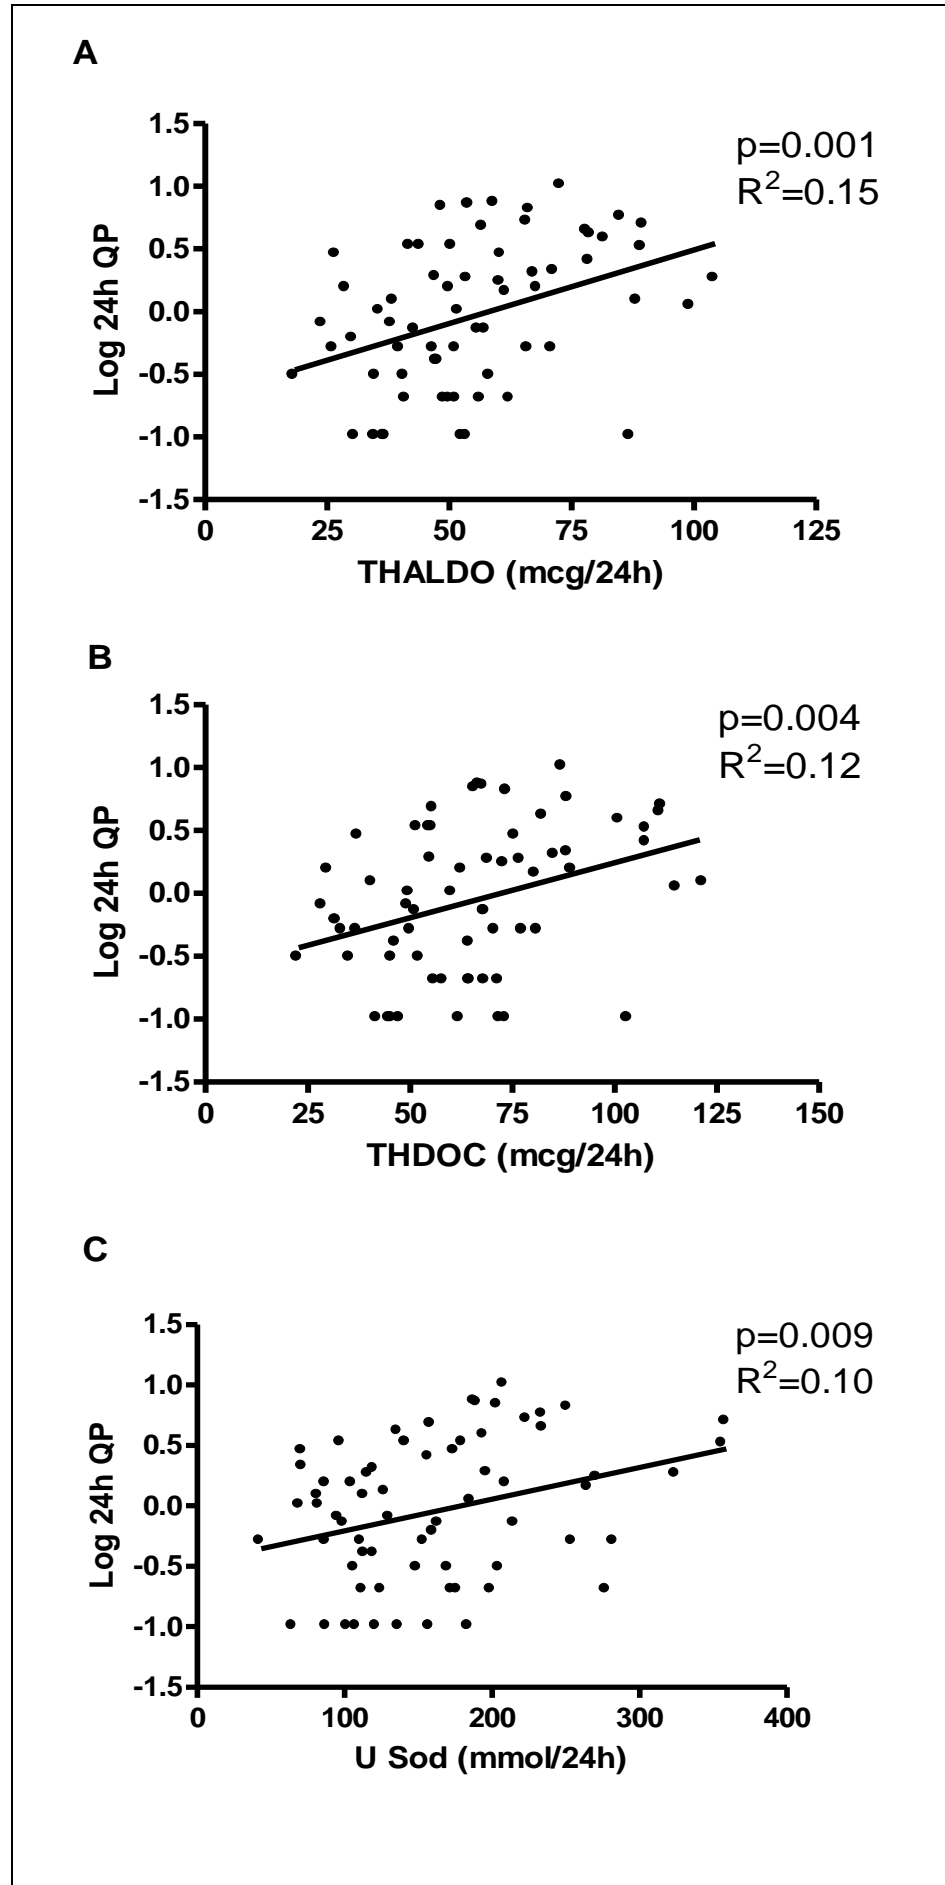 A
1.5
1.0
0.5
0.0
-0.5
-1.0
-1.5
Log 24h QP
p=0.001
R²=0.15
0 25 50 75 100 125
THALDO (mcg/24h)
B
1.5
1.0
0.5
0.0
-0.5
-1.0
-1.5
Log 24h QP
p=0.004
R²=0.12
0 25 50 75 100 125 150
THDOC (mcg/24h)
C
1.5
1.0
0.5
0.0
-0.5
-1.0
-1.5
Log 24h QP
p=0.009
R²=0.10
0 100 200 300 400
U Sod (mmol/24h)